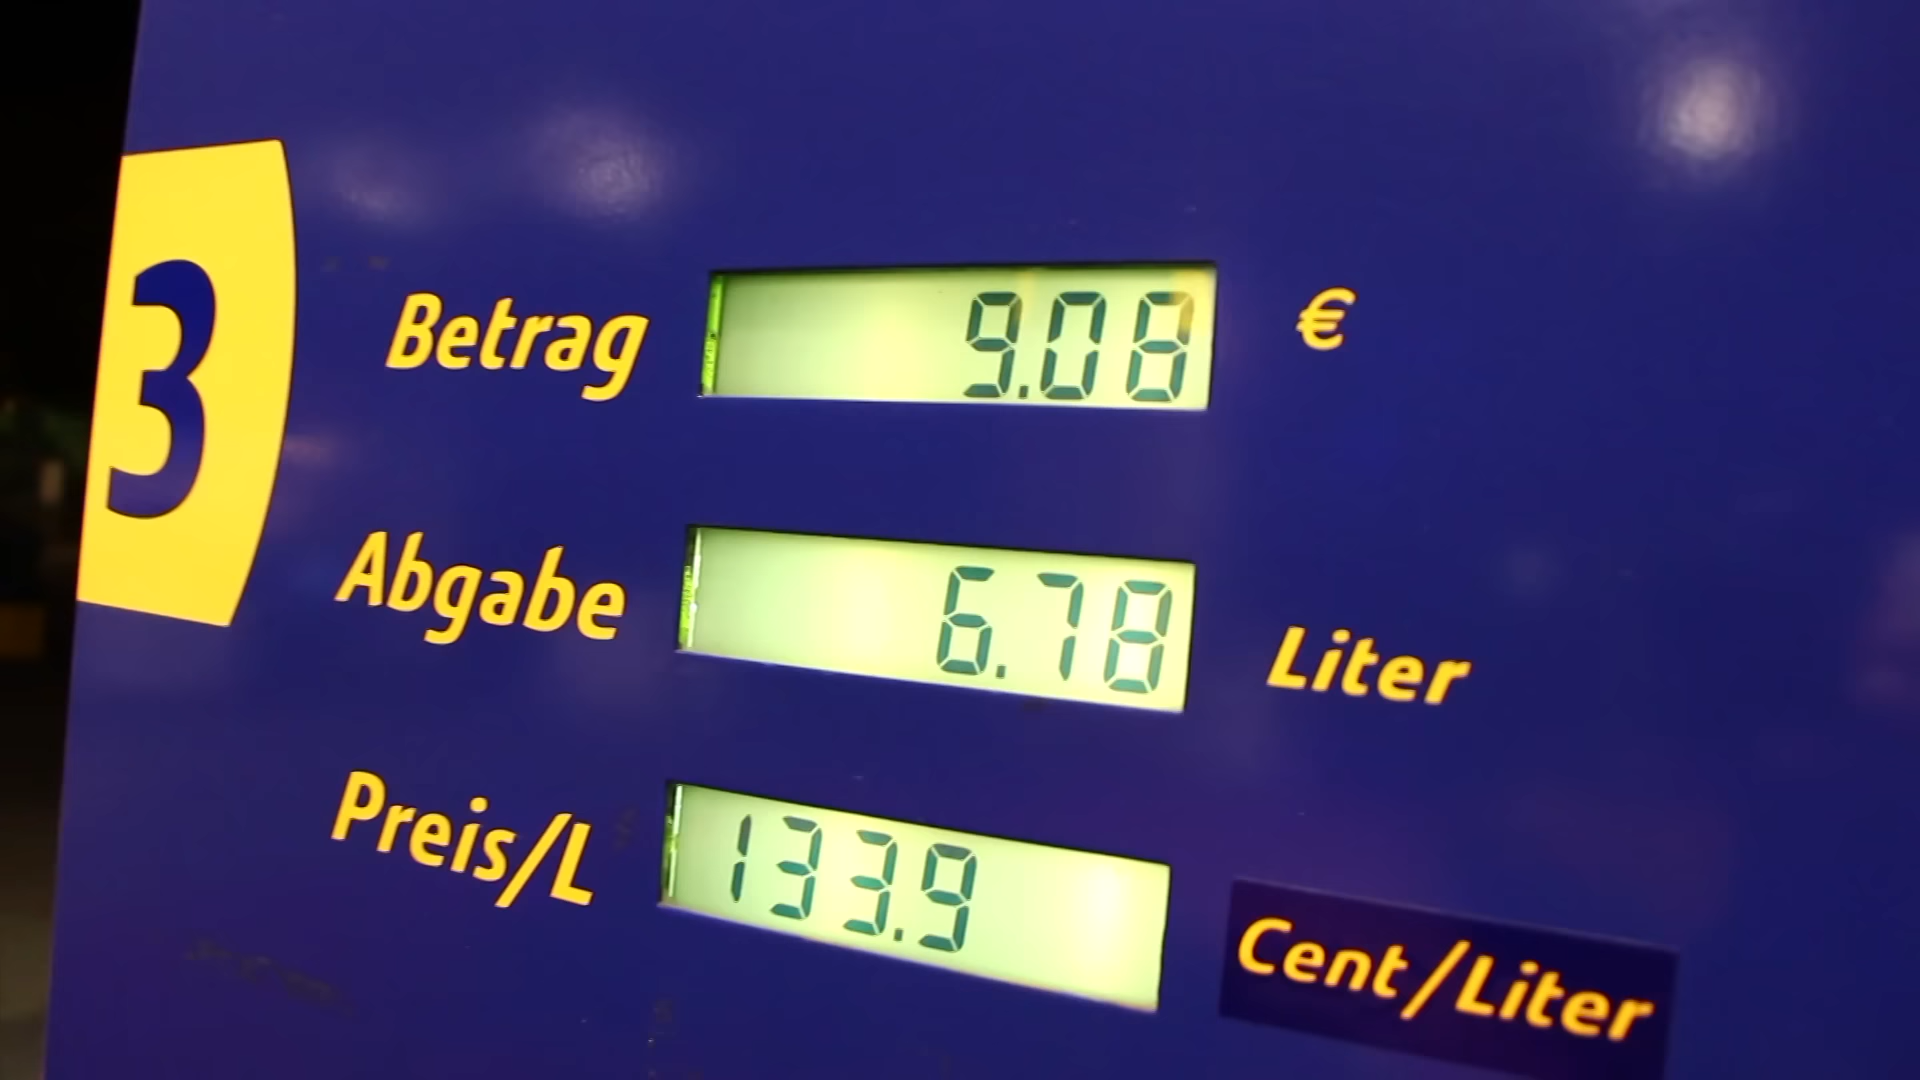 3
Betrag 9.08 €
Abgabe 6.78 Liter
Preis/L 133.9 Cent/Liter